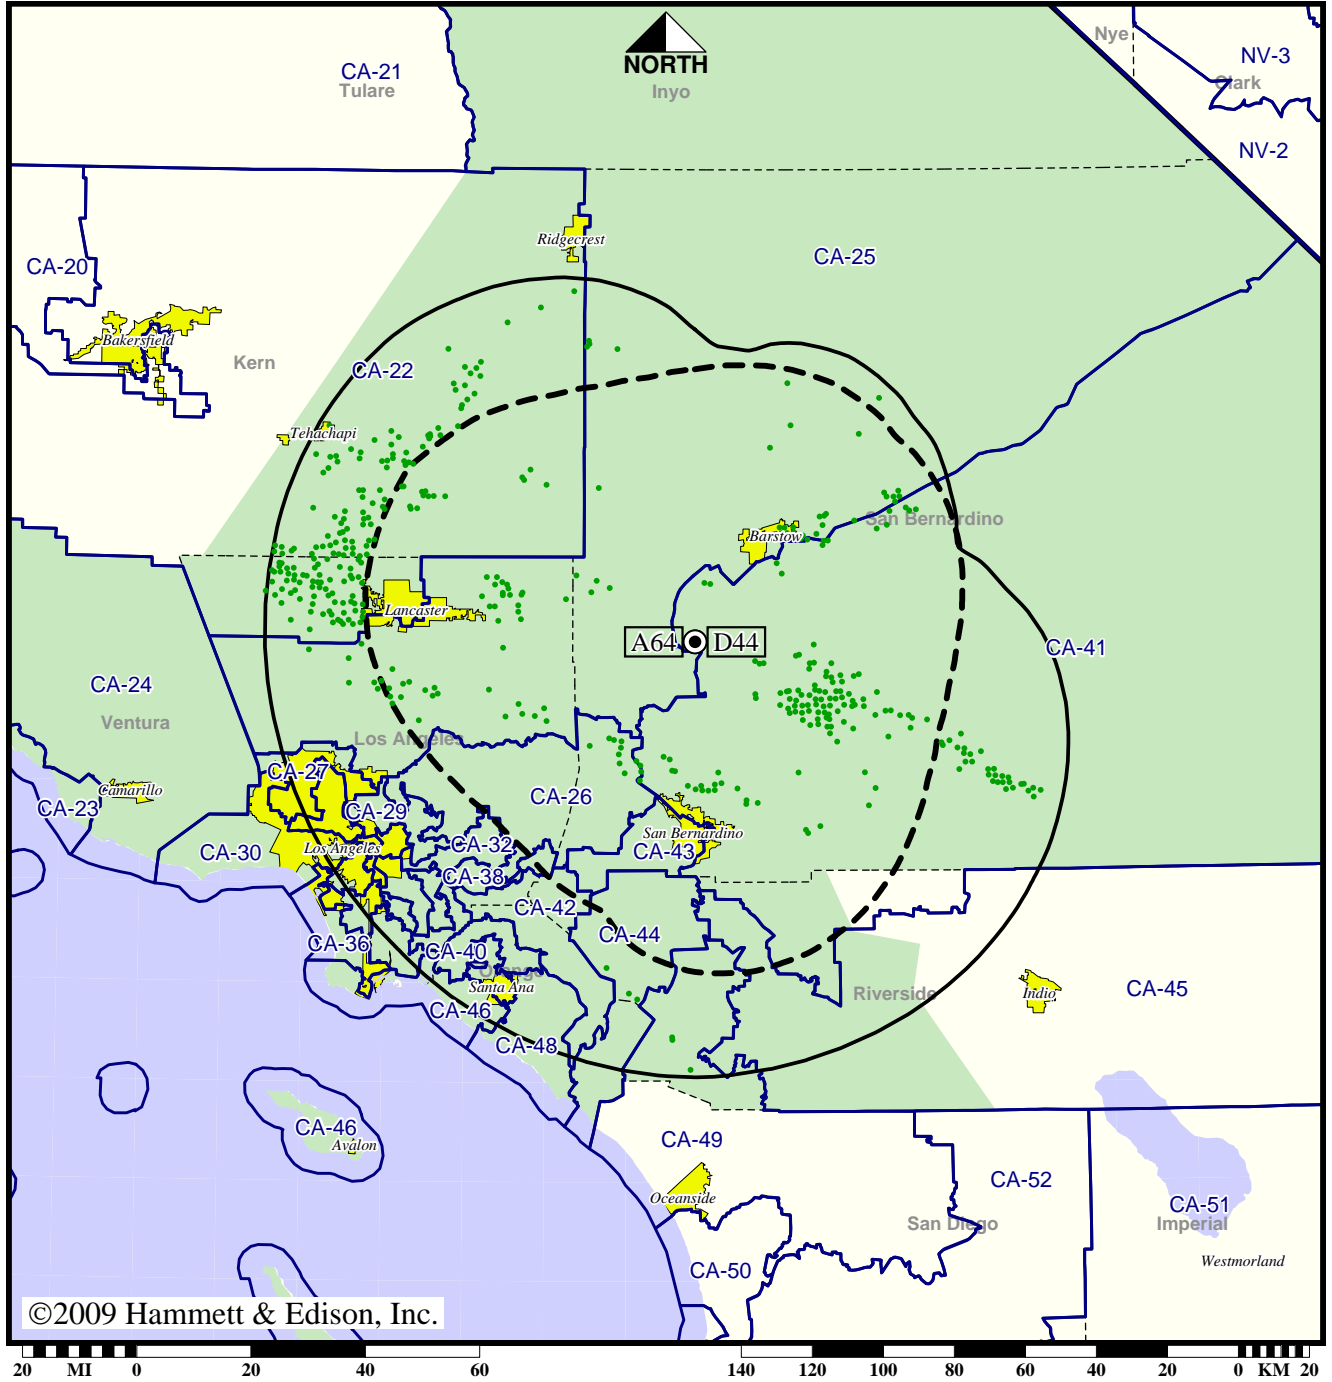 Nye
NV-3
Clark
CA-21
Tulare
NORTH
Inyo
NV-2
Ridgecrest
CA-25
CA-20
Bakersfield
Kern
CA-22
Tehachapi
San Bernardino
Barstow
Lancaster
A64
D44
CA-41
CA-24
Ventura
Los Angeles
CA-27
Camarillo
CA-23
CA-29
CA-26
San Bernardino
CA-32
Los Angeles
CA-30
CA-43
CA-38
CA-42
CA-44
CA-36
CA-40
Orange
Santa Ana
CA-46
Riverside
Indio
CA-45
CA-48
CA-46
Avalon
CA-49
Oceanside
CA-52
San Diego
CA-51
Imperial
Westmorland
CA-50
©2009 Hammett & Edison, Inc.
20 MI 0 20 40 60 140 120 100 80 60 40 20 0 KM 20